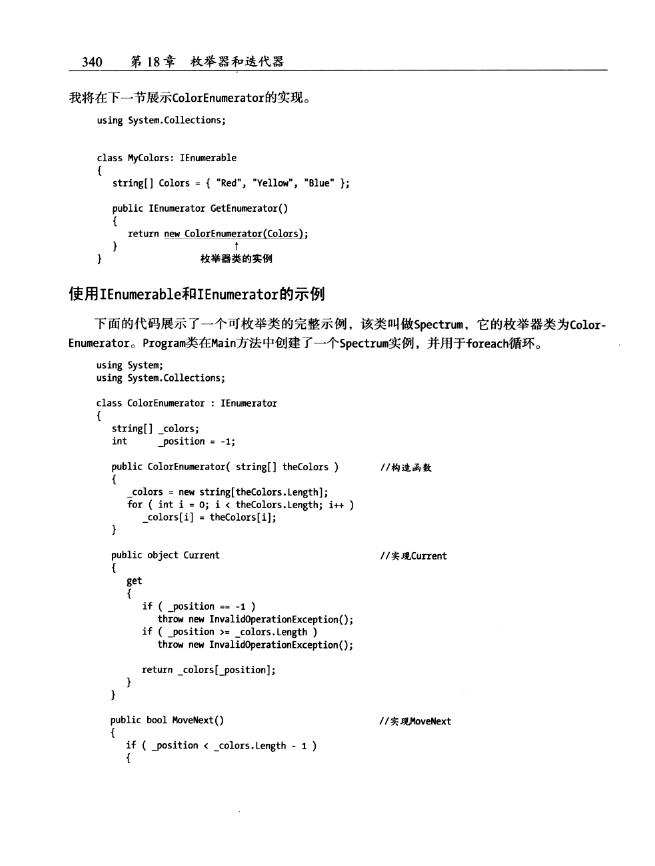 340 第18章 枚举器和迭代器
我将在下一节展示ColorEnumerator的实现。
using System.Collections;
class MyColors: IEnumerable
{
string[] Colors = { "Red", "Yellow", "Blue" };
public IEnumerator GetEnumerator()
{
return new ColorEnumerator(Colors);
} ↑
} 枚举器类的实例
使用IEnumerable和IEnumerator的示例
下面的代码展示了一个可枚举类的完整示例，该类叫做Spectrum，它的枚举器类为Color-
Enumerator。Program类在Main方法中创建了一个Spectrum实例，并用于foreach循环。
using System;
using System.Collections;
class ColorEnumerator : IEnumerator
{
string[] _colors;
int _position = -1;
public ColorEnumerator( string[] theColors ) //构造函数
{
_colors = new string[theColors.Length];
for ( int i = 0; i < theColors.Length; i++ )
_colors[i] = theColors[i];
}
public object Current //实现Current
{
get
{
if ( _position == -1 )
throw new InvalidOperationException();
if ( _position >= _colors.Length )
throw new InvalidOperationException();
return _colors[_position];
}
}
public bool MoveNext() //实现MoveNext
{
if ( _position < _colors.Length - 1 )
{